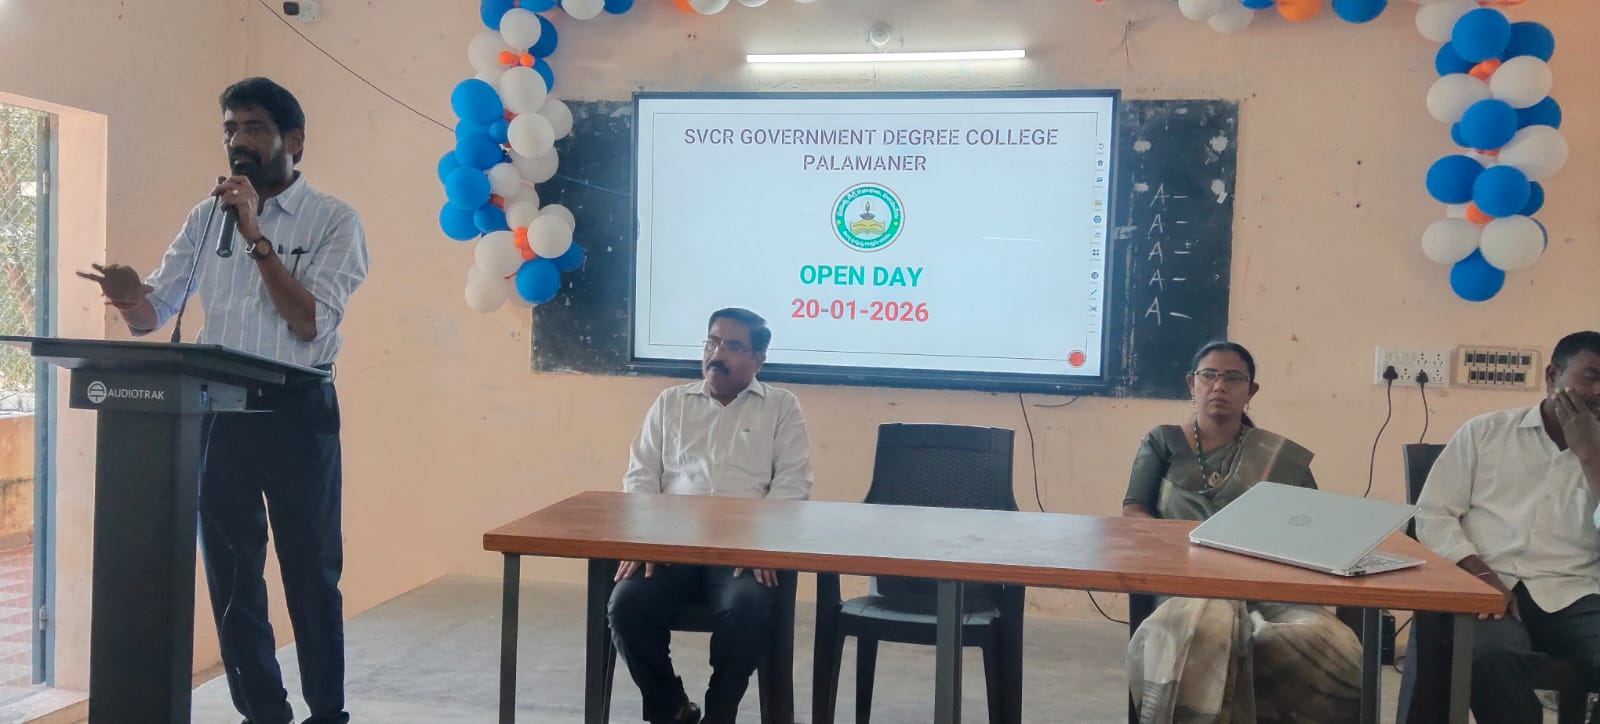 SVCR GOVERNMENT DEGREE COLLEGE
PALAMANER
OPEN DAY
20-01-2026
A -
A -
A -
A -
A -
AUDIOTRAK